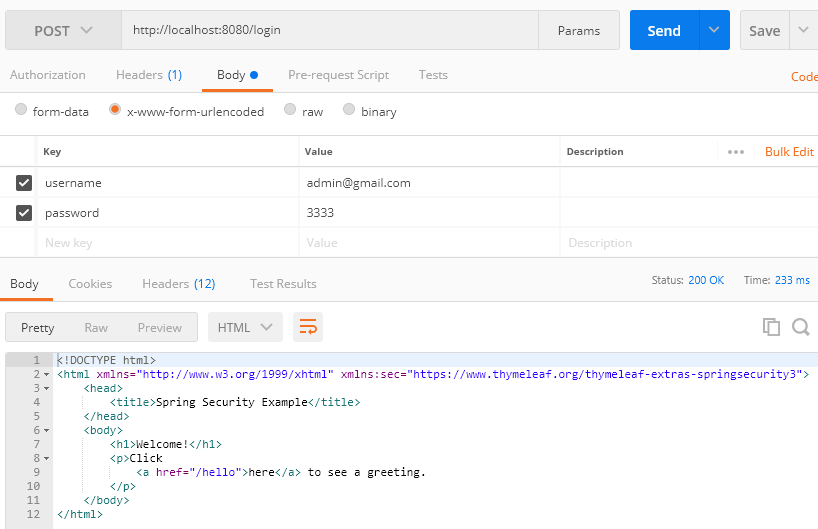 POST http://localhost:8080/login Params Send Save
Authorization Headers (1) Body Pre-request Script Tests Code
form-data x-www-form-urlencoded raw binary
Key Value Description ••• Bulk Edit
username admin@gmail.com
password 3333
New key Value Description
Body Cookies Headers (12) Test Results Status: 200 OK Time: 233 ms
Pretty Raw Preview HTML
1 <!DOCTYPE html>
2 <html xmlns="http://www.w3.org/1999/xhtml" xmlns:sec="https://www.thymeleaf.org/thymeleaf-extras-springsecurity3">
3 <head>
4 <title>Spring Security Example</title>
5 </head>
6 <body>
7 <h1>Welcome!</h1>
8 <p>Click
9 <a href="/hello">here</a> to see a greeting.
10 </p>
11 </body>
12 </html>